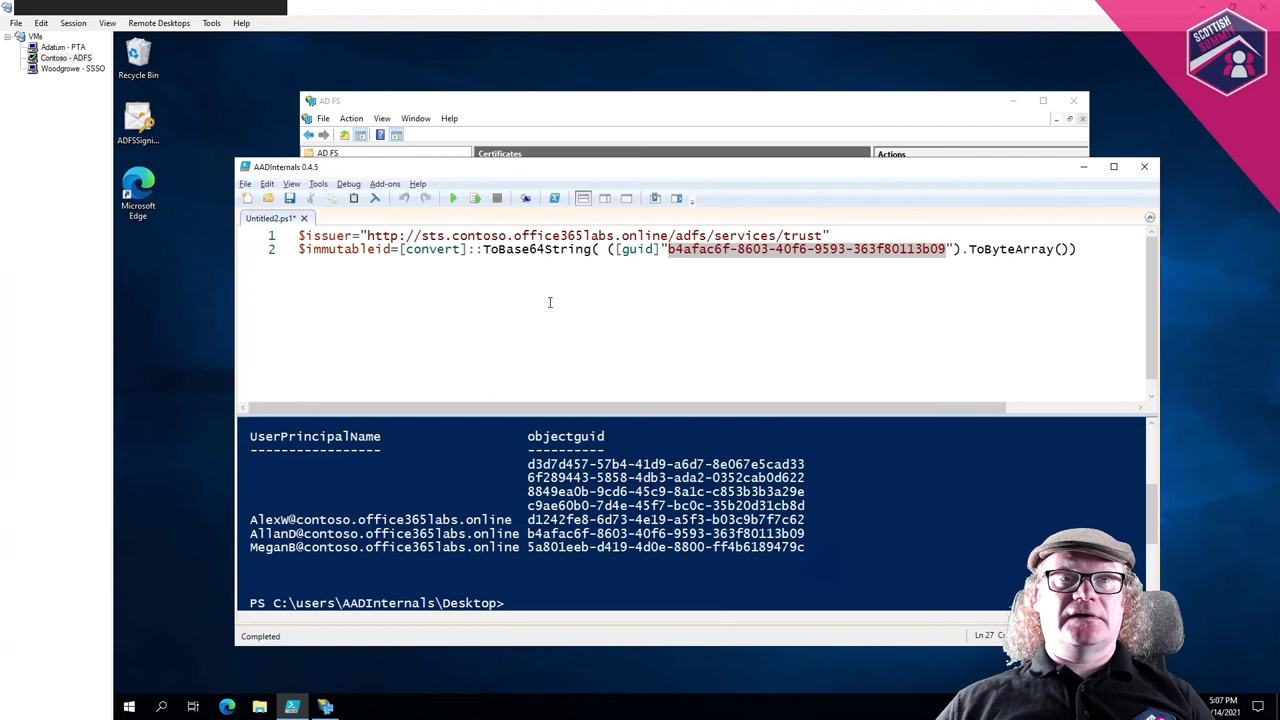 File Edit Session View Remote Desktops Tools Help
VMs
Adatum - PTA
Contoso - ADFS
Woodgrowe - SSSO
Recycle Bin
ADFSSigni...
Microsoft
Edge
SCOTTISH
SUMMIT
AD FS
File Action View Window Help
AD FS
Certificates
Actions
AADInternals 0.4.5
File Edit View Tools Debug Add-ons Help
Untitled2.ps1*
1 $issuer="http://sts.contoso.office365labs.online/adfs/services/trust"
2 $immutableid=[convert]::ToBase64String( ([guid]"b4afac6f-8603-40f6-9593-363f80113b09").ToByteArray())
UserPrincipalName objectguid
----------------- ----------
d3d7d457-57b4-41d9-a6d7-8e067e5cad33
6f289443-5858-4db3-ada2-0352cab0d622
8849ea0b-9cd6-45c9-8a1c-c853b3b3a29e
c9ae60b0-7d4e-45f7-bc0c-35b20d31cb8d
AlexW@contoso.office365labs.online d1242fe8-6d73-4e19-a5f3-b03c9b7f7c62
AllanD@contoso.office365labs.online b4afac6f-8603-40f6-9593-363f80113b09
MeganB@contoso.office365labs.online 5a801eeb-d419-4d0e-8800-ff4b6189479c
PS C:\users\AADInternals\Desktop>
Completed
Ln 27
5:07 PM
/14/2021